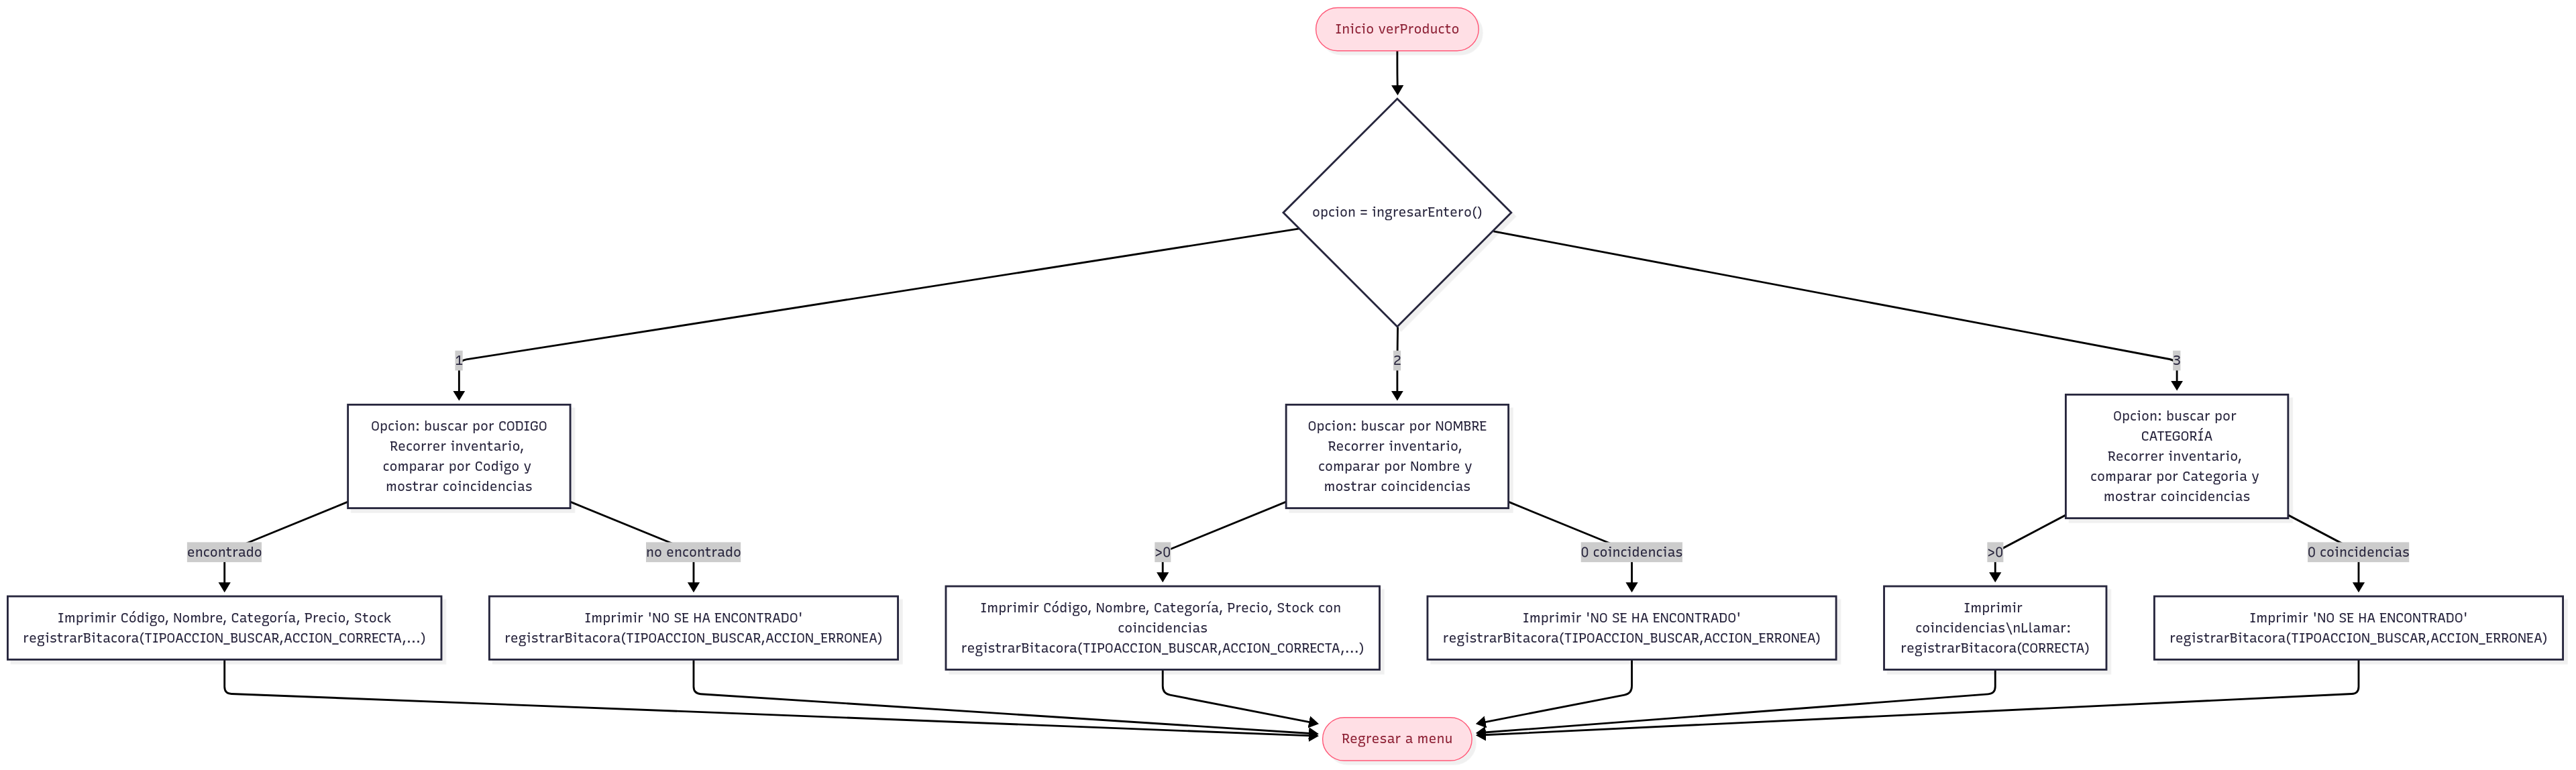 Inicio verProducto
opcion = ingresarEntero()
1
2
3
Opcion: buscar por CODIGO
Recorrer inventario,
comparar por Codigo y
mostrar coincidencias
Opcion: buscar por NOMBRE
Recorrer inventario,
comparar por Nombre y
mostrar coincidencias
Opcion: buscar por
CATEGORÍA
Recorrer inventario,
comparar por Categoria y
mostrar coincidencias
encontrado
no encontrado
>0
0 coincidencias
>0
0 coincidencias
Imprimir Código, Nombre, Categoría, Precio, Stock
registrarBitacora(TIPOACCION_BUSCAR,ACCION_CORRECTA,...)
Imprimir 'NO SE HA ENCONTRADO'
registrarBitacora(TIPOACCION_BUSCAR,ACCION_ERRONEA)
Imprimir Código, Nombre, Categoría, Precio, Stock con
coincidencias
registrarBitacora(TIPOACCION_BUSCAR,ACCION_CORRECTA,...)
Imprimir 'NO SE HA ENCONTRADO'
registrarBitacora(TIPOACCION_BUSCAR,ACCION_ERRONEA)
Imprimir
coincidencias\nLlamar:
registrarBitacora(CORRECTA)
Imprimir 'NO SE HA ENCONTRADO'
registrarBitacora(TIPOACCION_BUSCAR,ACCION_ERRONEA)
Regresar a menu